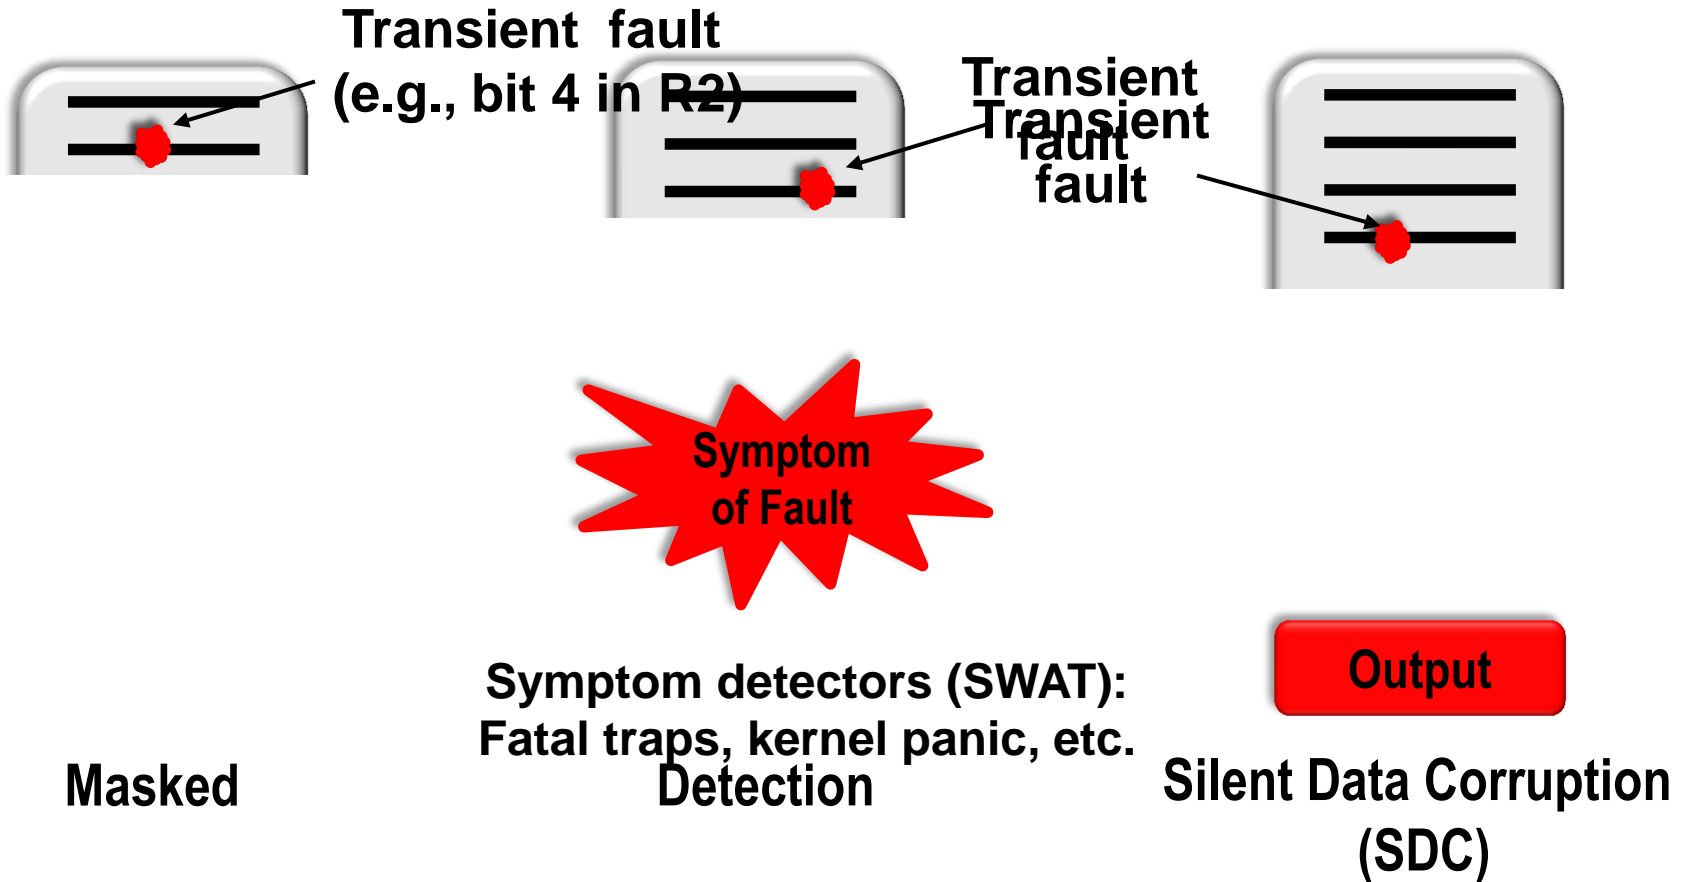 Transient fault
(e.g., bit 4 in R2)
Transient
fault
Transient
fault
Symptom
of Fault
Symptom detectors (SWAT):
Fatal traps, kernel panic, etc.
Output
Masked
Detection
Silent Data Corruption
(SDC)